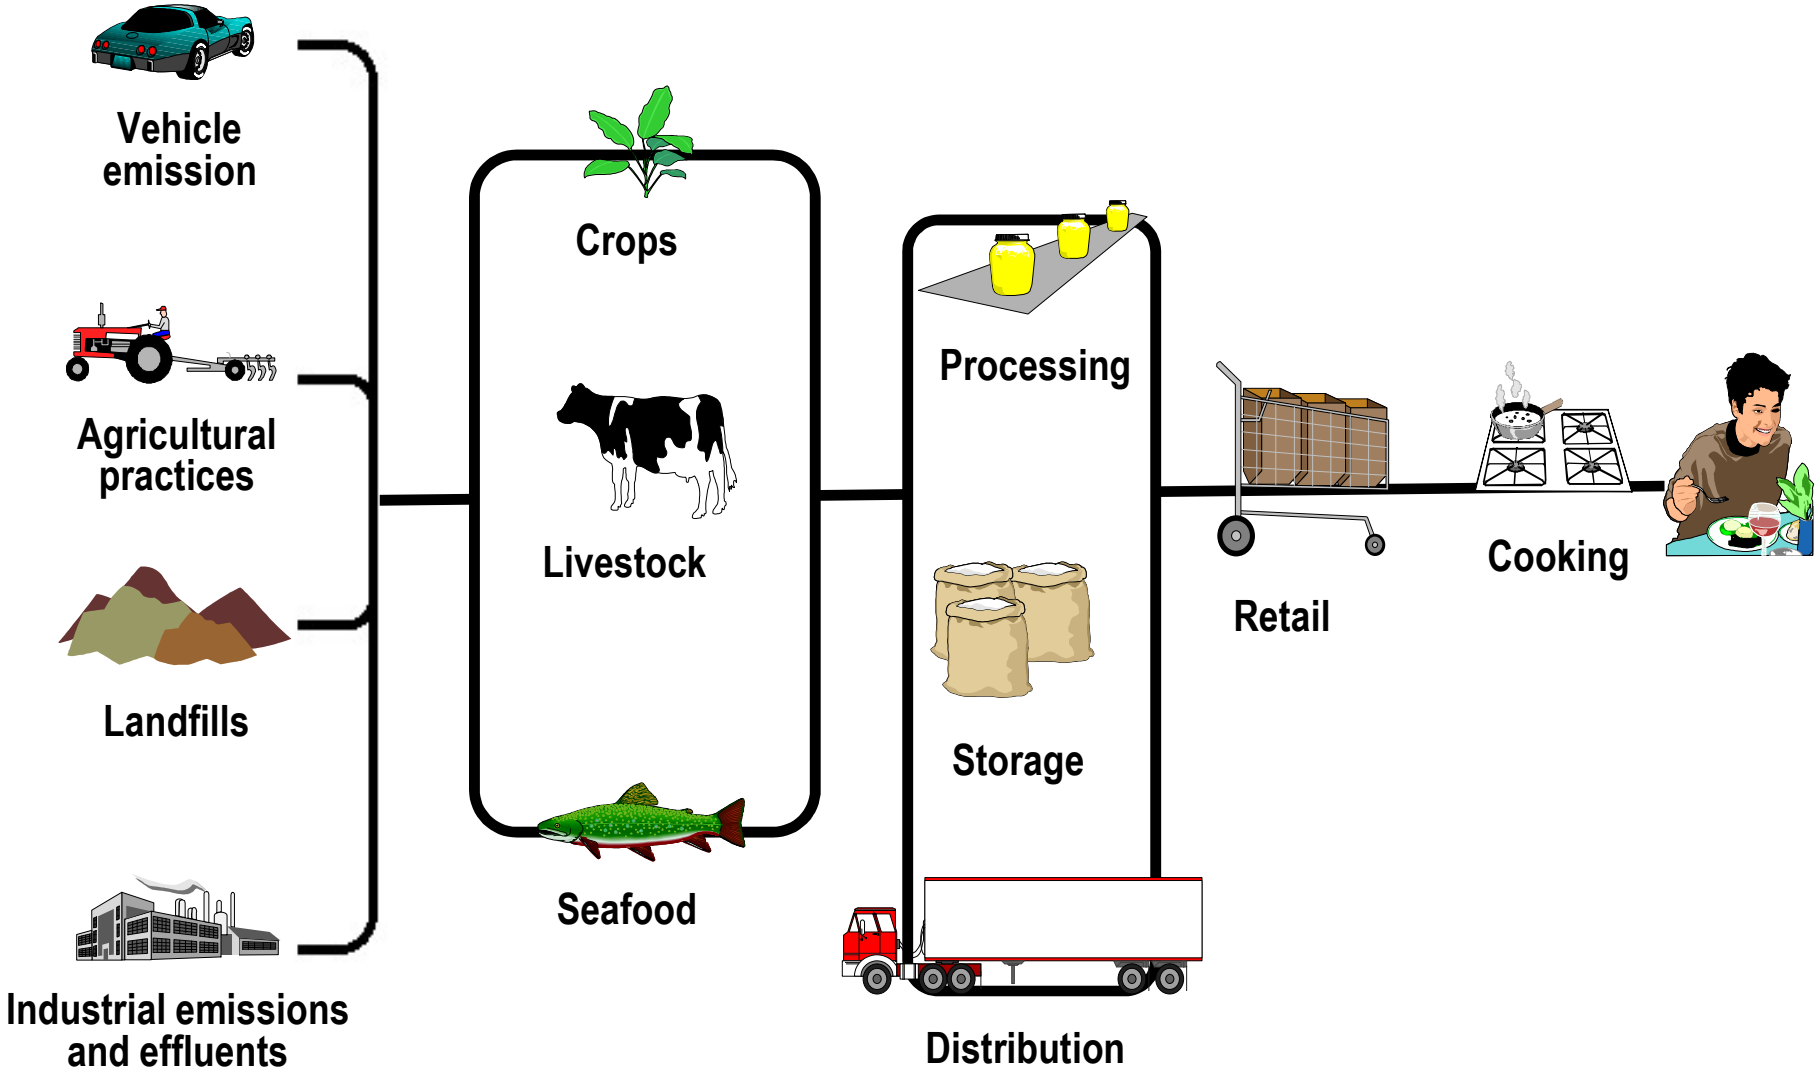 Vehicle
emission
Agricultural
practices
Landfills
Industrial emissions
and effluents
Crops
Livestock
Seafood
Processing
Storage
Distribution
Retail
Cooking